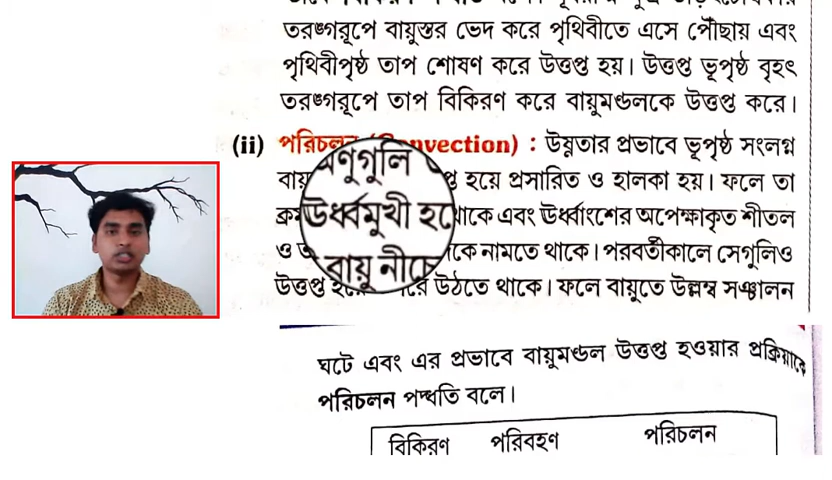 তরঙ্গরূপে বায়ুস্তর ভেদ করে পৃথিবীতে এসে পৌঁছায় এবং
পৃথিবীপৃষ্ঠ তাপ শোষণ করে উত্তপ্ত হয়। উত্তপ্ত ভূপৃষ্ঠ বৃহৎ
তরঙ্গরূপে তাপ বিকিরণ করে বায়ুমণ্ডলকে উত্তপ্ত করে।
(ii) পরিচলন (Convection) : উষ্ণতার প্রভাবে ভূপৃষ্ঠ সংলগ্ন
অণুগুলি
হয়ে প্রসারিত ও হালকা হয়। ফলে তা
ঊর্ধ্বমুখী হতে থাকে এবং ঊর্ধ্বাংশের অপেক্ষাকৃত শীতল
ও বায়ু নীচে নামতে থাকে। পরবর্তীকালে সেগুলিও
উত্তপ্ত উঠতে থাকে। ফলে বায়ুতে উল্লম্ব সঞ্চালন
ঘটে এবং এর প্রভাবে বায়ুমণ্ডল উত্তপ্ত হওয়ার প্রক্রিয়াকে
পরিচলন পদ্ধতি বলে।
বিকিরণ পরিবহণ পরিচলন